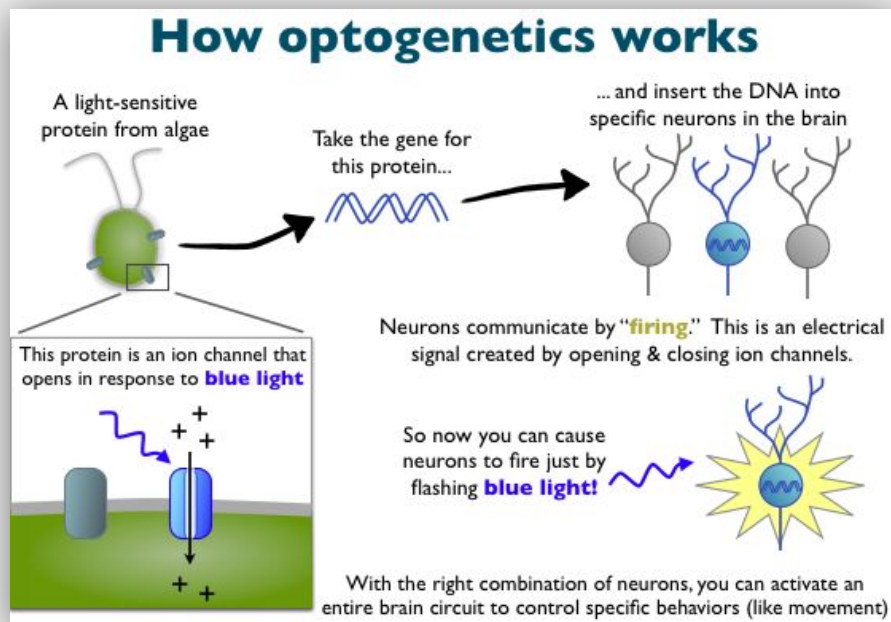 How optogenetics works
A light-sensitive
protein from algae
Take the gene for
this protein...
... and insert the DNA into
specific neurons in the brain
This protein is an ion channel that
opens in response to blue light
+
+
+
+
+
+
Neurons communicate by “firing.” This is an electrical
signal created by opening & closing ion channels.
So now you can cause
neurons to fire just by
flashing blue light!
With the right combination of neurons, you can activate an
entire brain circuit to control specific behaviors (like movement)